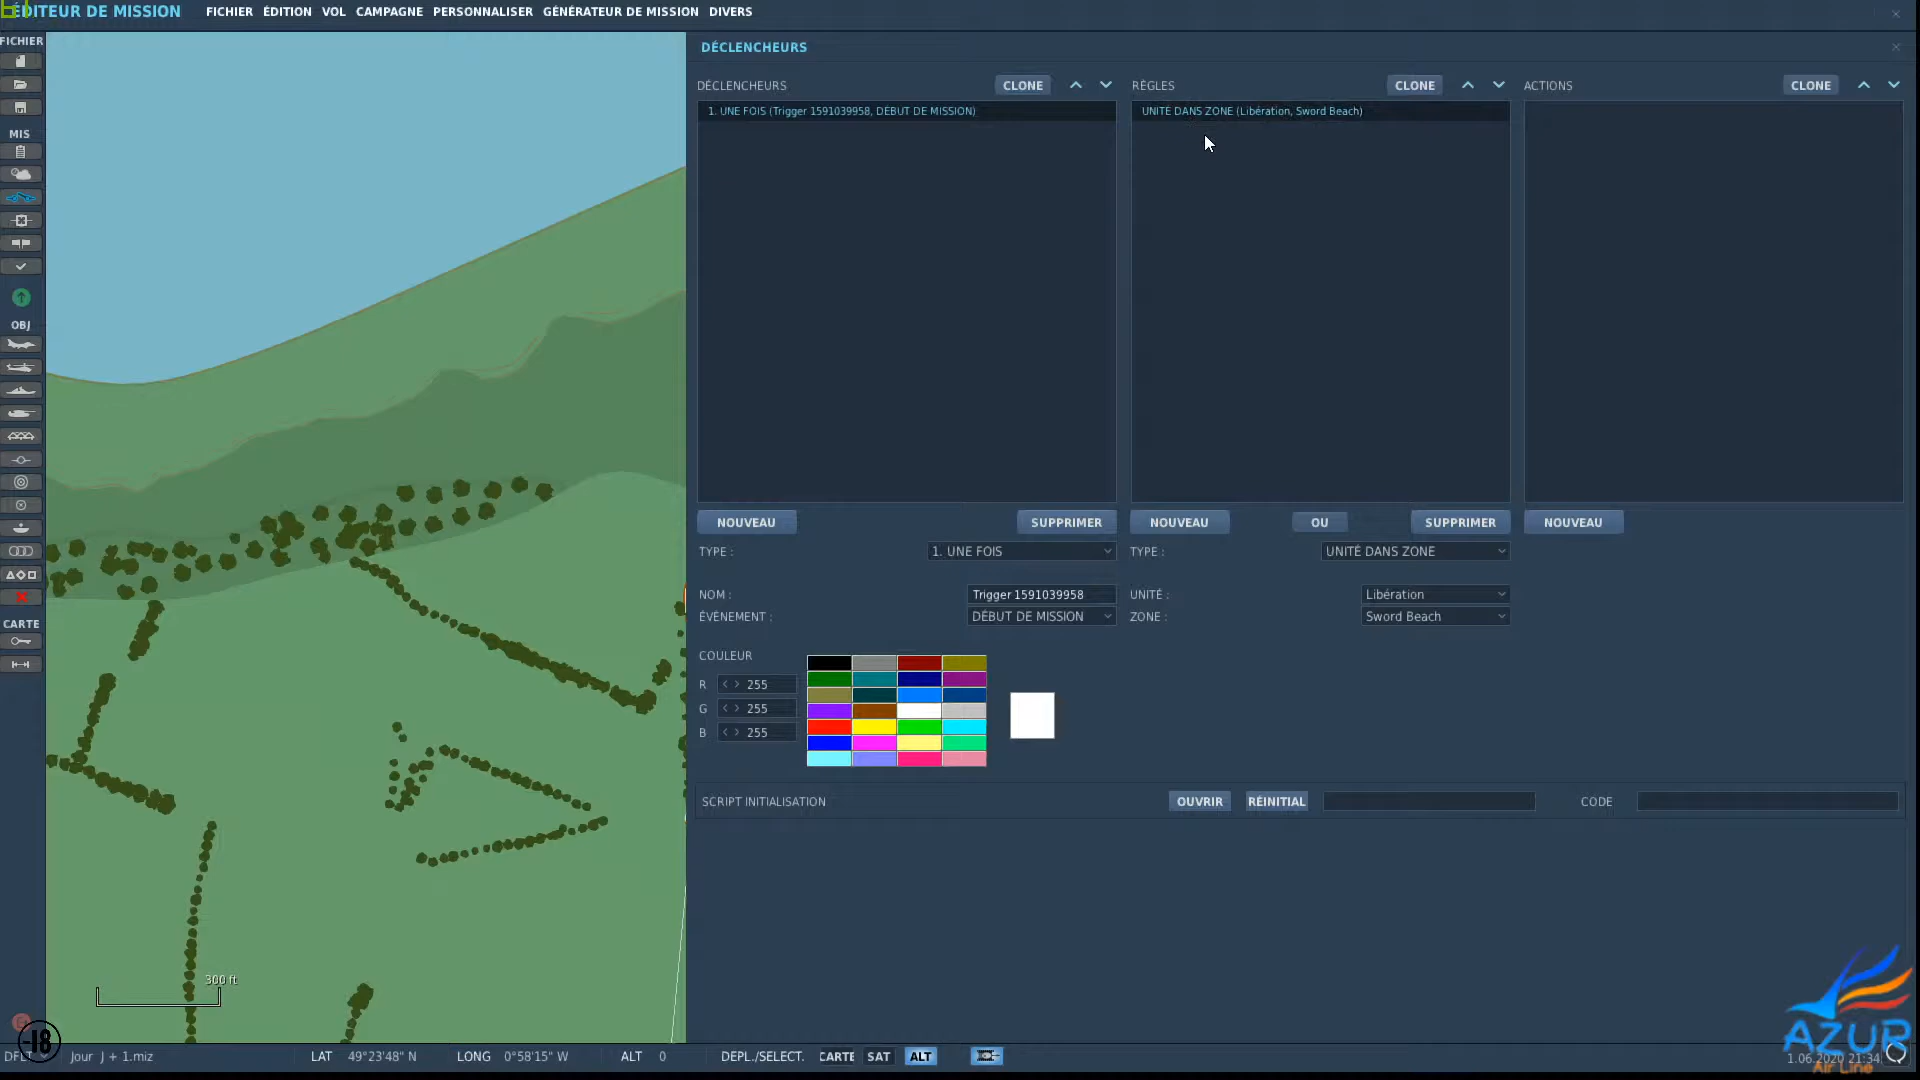 ÉDITEUR DE MISSION FICHIER ÉDITION VOL CAMPAGNE PERSONNALISER GÉNÉRATEUR DE MISSION DIVERS
FICHIER
MIS
OBJ
CARTE
DÉCLENCHEURS
DÉCLENCHEURS CLONE RÈGLES CLONE ACTIONS CLONE
1. UNE FOIS (Trigger 1591039958, DÉBUT DE MISSION) UNITÉ DANS ZONE (Libération, Sword Beach)
NOUVEAU SUPPRIMER NOUVEAU OU SUPPRIMER NOUVEAU
TYPE : 1. UNE FOIS TYPE : UNITÉ DANS ZONE
NOM : Trigger 1591039958 UNITÉ : Libération
ÉVÉNEMENT : DÉBUT DE MISSION ZONE : Sword Beach
COULEUR
R 255
G 255
B 255
SCRIPT INITIALISATION OUVRIR RÉINITIAL CODE
300 ft
-18
Jour J + 1.miz LAT 49°23'48" N LONG 0°58'15" W ALT 0 DEPL./SELECT. CARTE SAT ALT 1.06.2020 21:34
AZUR
Air Line